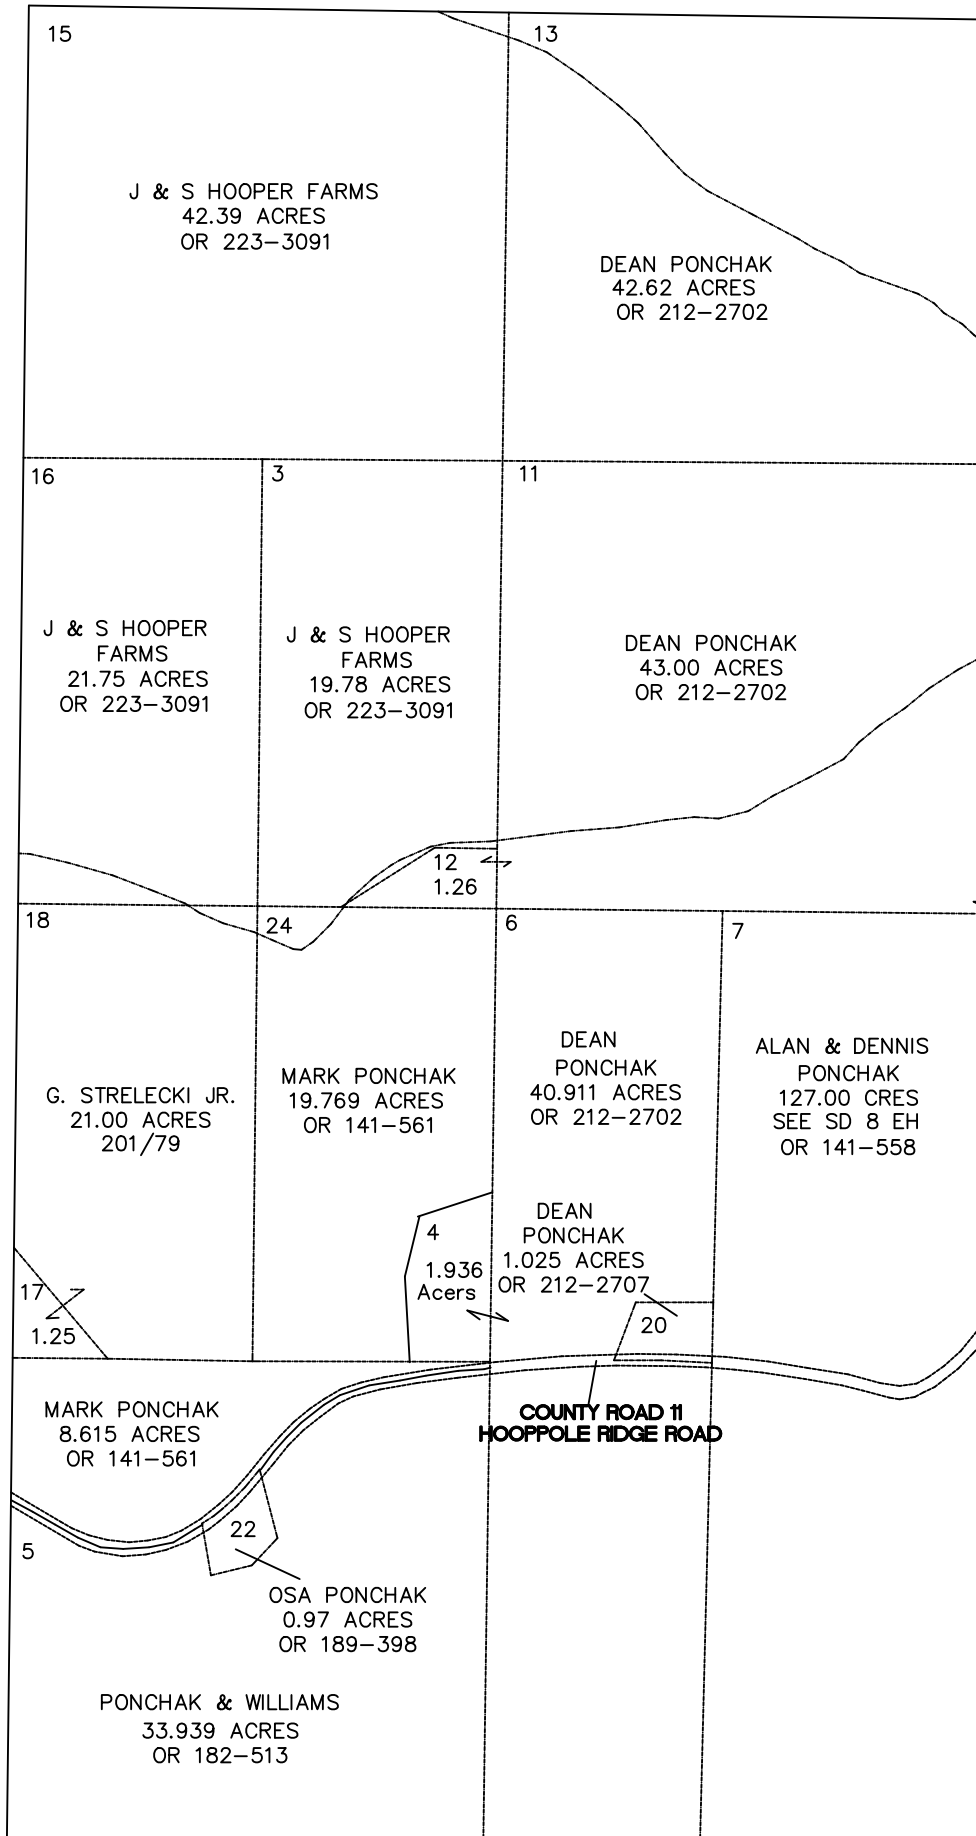 15
13
J & S HOOPER FARMS
42.39 ACRES
OR 223-3091
DEAN PONCHAK
42.62 ACRES
OR 212-2702
16
3
11
J & S HOOPER
FARMS
21.75 ACRES
OR 223-3091
J & S HOOPER
FARMS
19.78 ACRES
OR 223-3091
DEAN PONCHAK
43.00 ACRES
OR 212-2702
12
1.26
18
24
6
7
G. STRELECKI JR.
21.00 ACRES
201/79
MARK PONCHAK
19.769 ACRES
OR 141-561
DEAN
PONCHAK
40.911 ACRES
OR 212-2702
ALAN & DENNIS
PONCHAK
127.00 CRES
SEE SD 8 EH
OR 141-558
4
1.936
Acers
DEAN
PONCHAK
1.025 ACRES
OR 212-2707
17
1.25
20
MARK PONCHAK
8.615 ACRES
OR 141-561
COUNTY ROAD 11
HOOPPOLE RIDGE ROAD
5
22
OSA PONCHAK
0.97 ACRES
OR 189-398
PONCHAK & WILLIAMS
33.939 ACRES
OR 182-513